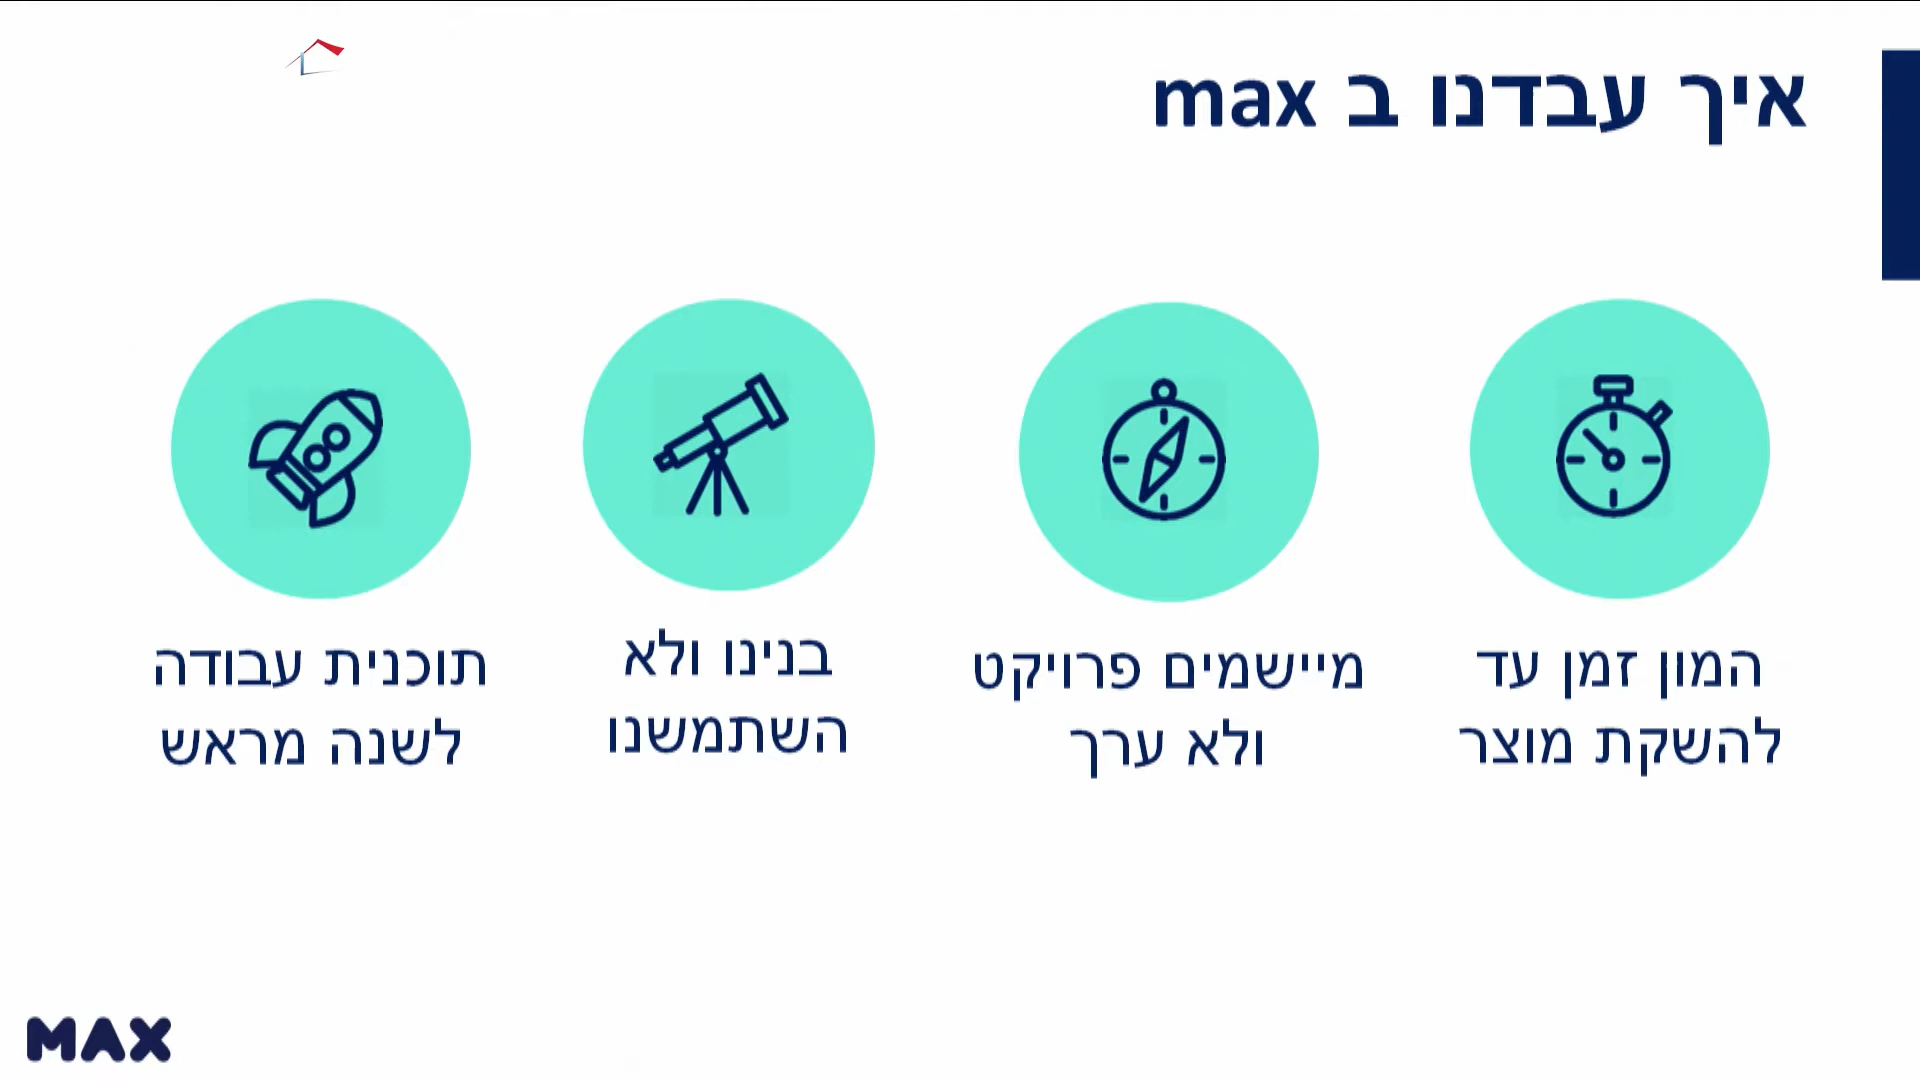 איך עבדנו ב max
המון זמן עד
להשקת מוצר
מיישמים פרויקט
ולא ערך
בנינו ולא
השתמשנו
תוכנית עבודה
לשנה מראש
MAX